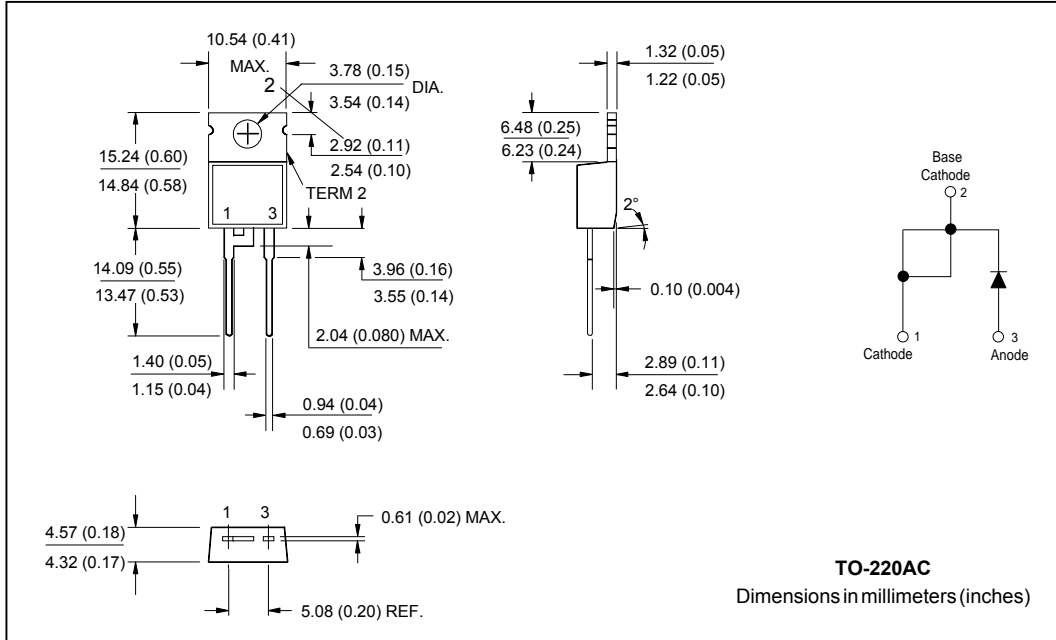 10.54 (0.41)
MAX.
2
3.78 (0.15)
3.54 (0.14)
DIA.
2.92 (0.11)
2.54 (0.10)
TERM 2
15.24 (0.60)
14.84 (0.58)
1 3
14.09 (0.55)
13.47 (0.53)
3.96 (0.16)
3.55 (0.14)
2.04 (0.080) MAX.
1.40 (0.05)
1.15 (0.04)
0.94 (0.04)
0.69 (0.03)
1.32 (0.05)
1.22 (0.05)
6.48 (0.25)
6.23 (0.24)
2°
0.10 (0.004)
2.89 (0.11)
2.64 (0.10)
Base
Cathode
2
1
Cathode
3
Anode
4.57 (0.18)
4.32 (0.17)
1 3
0.61 (0.02) MAX.
5.08 (0.20) REF.
TO-220AC
Dimensions in millimeters (inches)